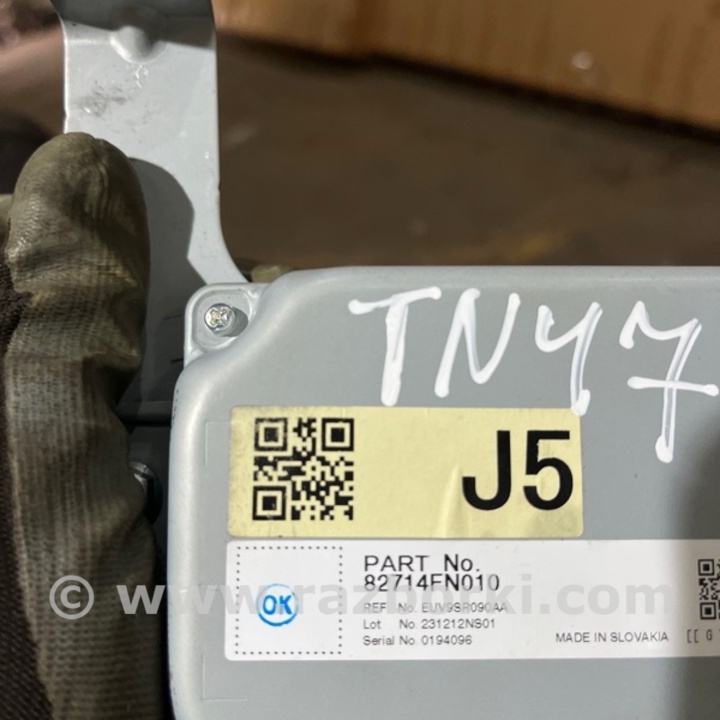 TNY7
J5
PART No.
82714FN010
OK
REF. No. EUV9SR090AA
Lot No. 231212NS01
Serial No. 0194096
MADE IN SLOVAKIA
[[ G
© www.razborki.com